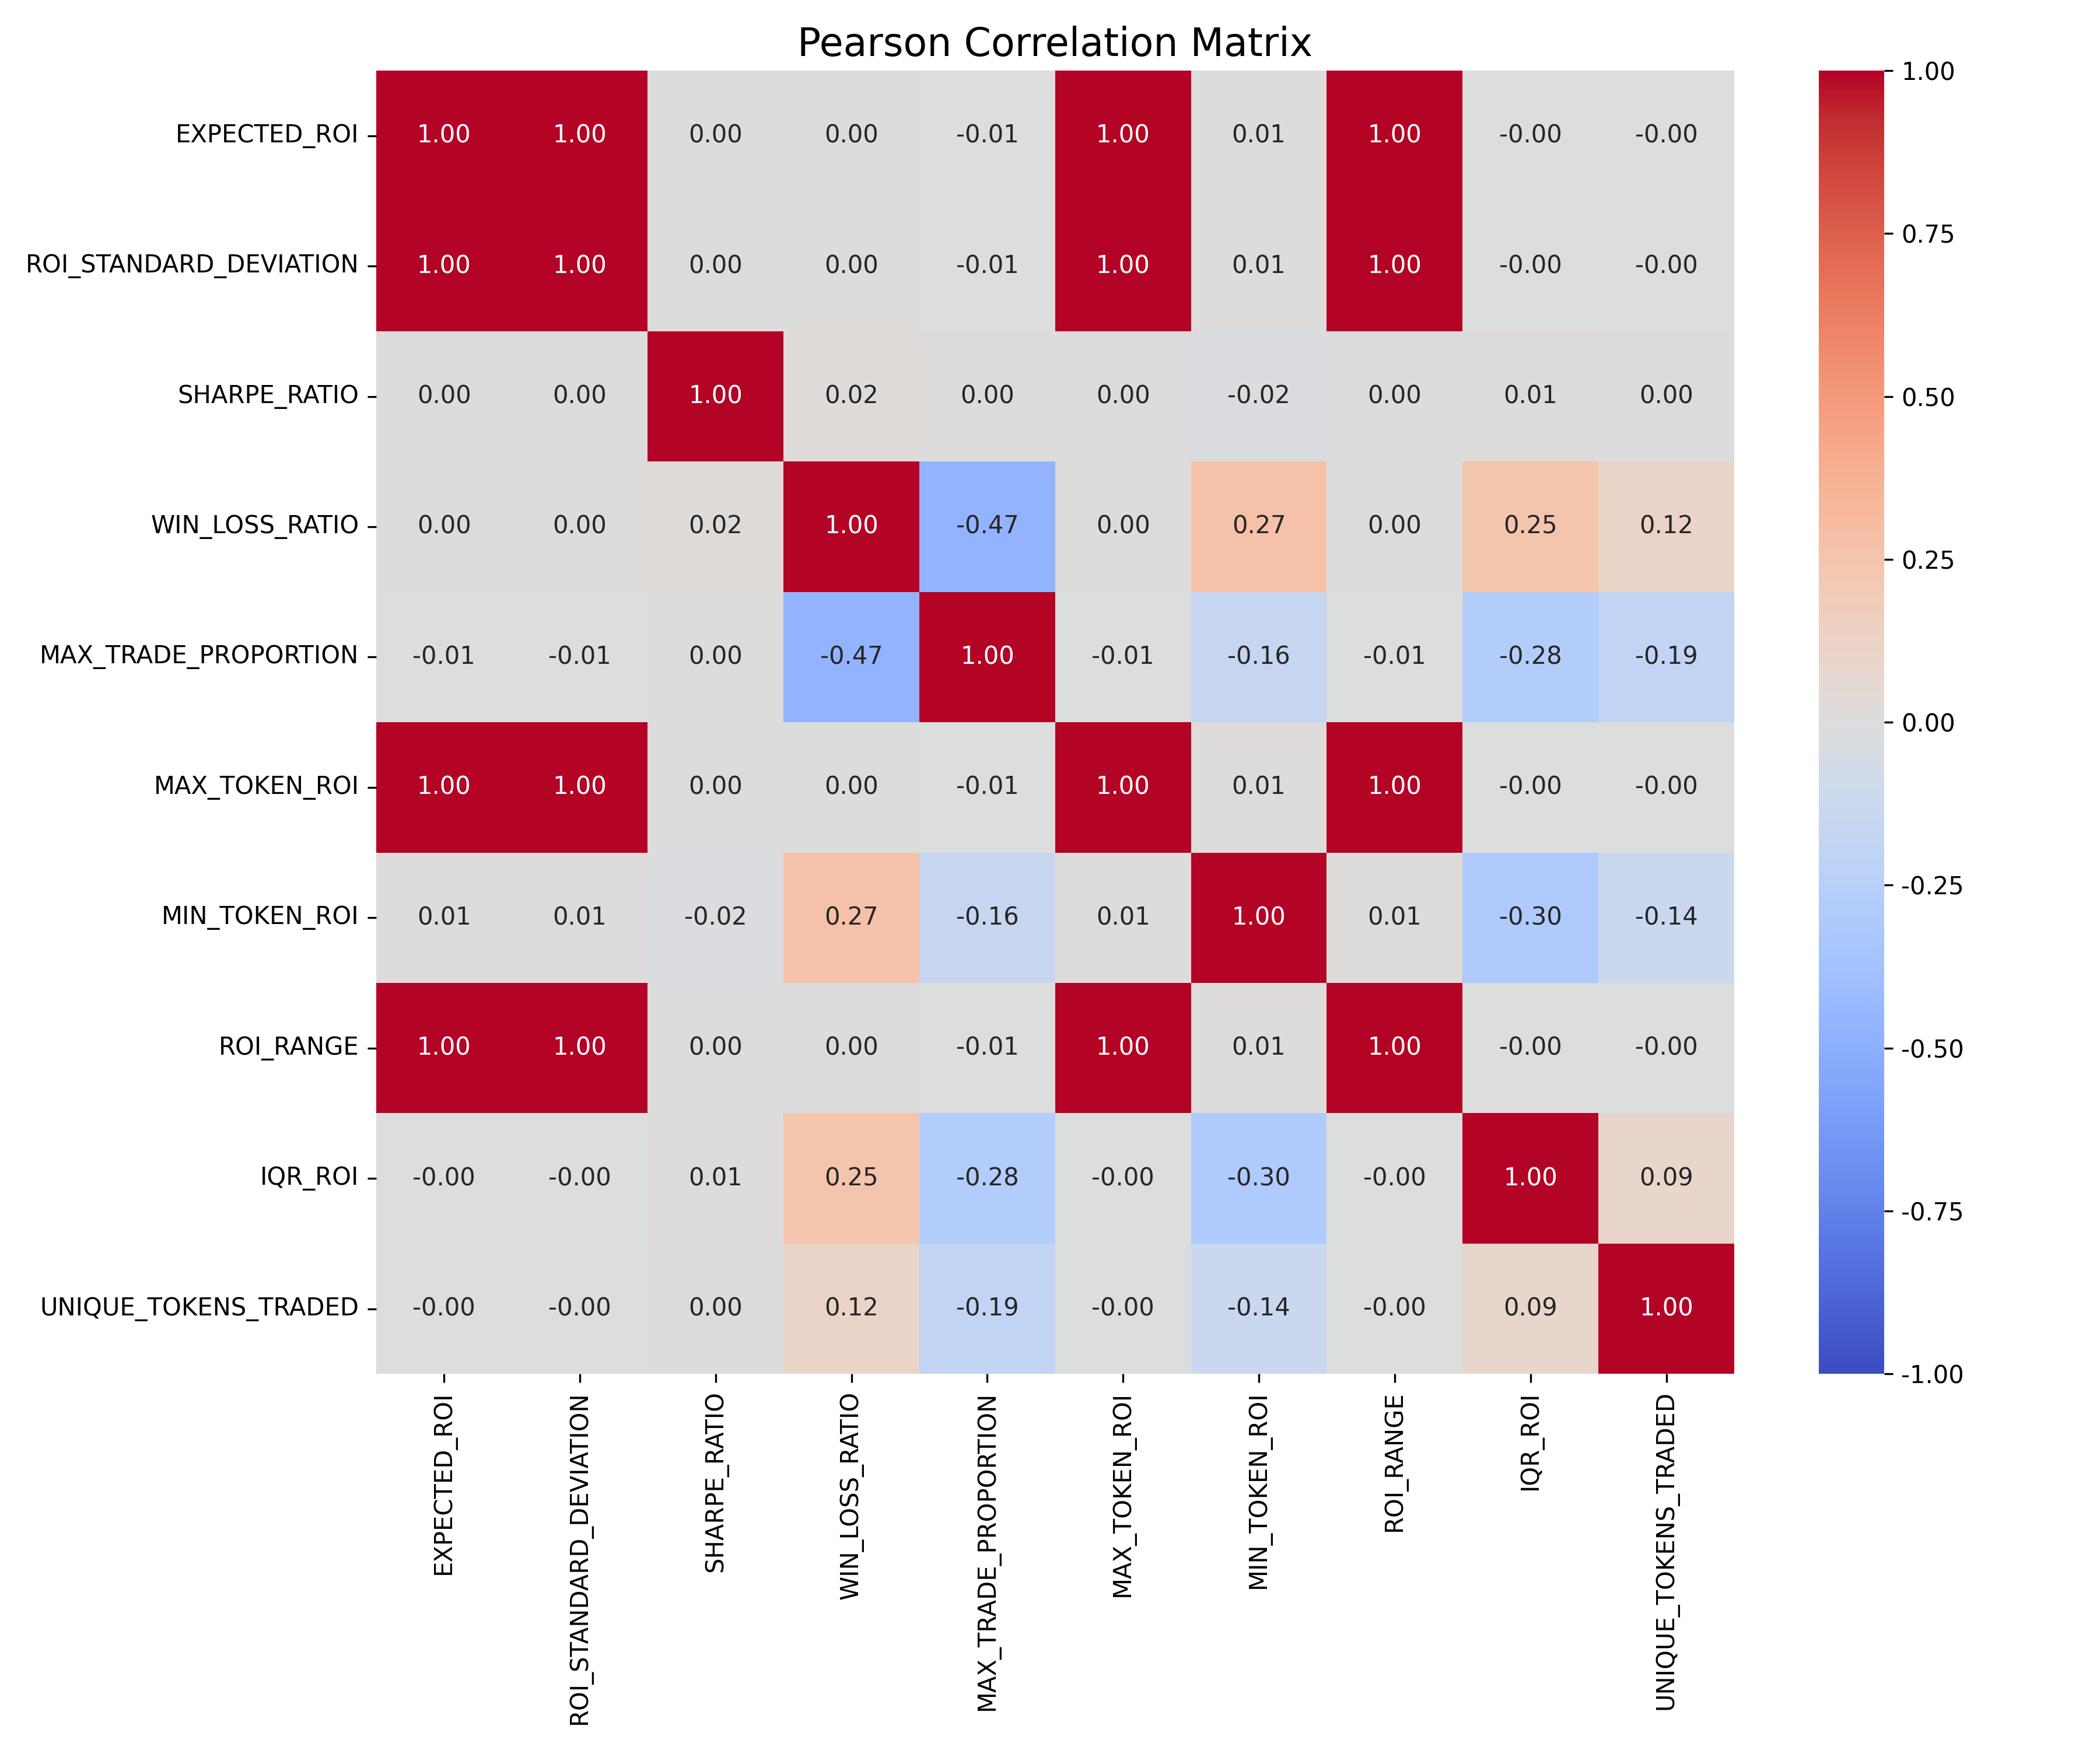 Pearson Correlation Matrix
EXPECTED_ROI 1.00 1.00 0.00 0.00 -0.01 1.00 0.01 1.00 -0.00 -0.00
ROI_STANDARD_DEVIATION 1.00 1.00 0.00 0.00 -0.01 1.00 0.01 1.00 -0.00 -0.00
SHARPE_RATIO 0.00 0.00 1.00 0.02 0.00 0.00 -0.02 0.00 0.01 0.00
WIN_LOSS_RATIO 0.00 0.00 0.02 1.00 -0.47 0.00 0.27 0.00 0.25 0.12
MAX_TRADE_PROPORTION -0.01 -0.01 0.00 -0.47 1.00 -0.01 -0.16 -0.01 -0.28 -0.19
MAX_TOKEN_ROI 1.00 1.00 0.00 0.00 -0.01 1.00 0.01 1.00 -0.00 -0.00
MIN_TOKEN_ROI 0.01 0.01 -0.02 0.27 -0.16 0.01 1.00 0.01 -0.30 -0.14
ROI_RANGE 1.00 1.00 0.00 0.00 -0.01 1.00 0.01 1.00 -0.00 -0.00
IQR_ROI -0.00 -0.00 0.01 0.25 -0.28 -0.00 -0.30 -0.00 1.00 0.09
UNIQUE_TOKENS_TRADED -0.00 -0.00 0.00 0.12 -0.19 -0.00 -0.14 -0.00 0.09 1.00
EXPECTED_ROI
ROI_STANDARD_DEVIATION
SHARPE_RATIO
WIN_LOSS_RATIO
MAX_TRADE_PROPORTION
MAX_TOKEN_ROI
MIN_TOKEN_ROI
ROI_RANGE
IQR_ROI
UNIQUE_TOKENS_TRADED
1.00
0.75
0.50
0.25
0.00
-0.25
-0.50
-0.75
-1.00